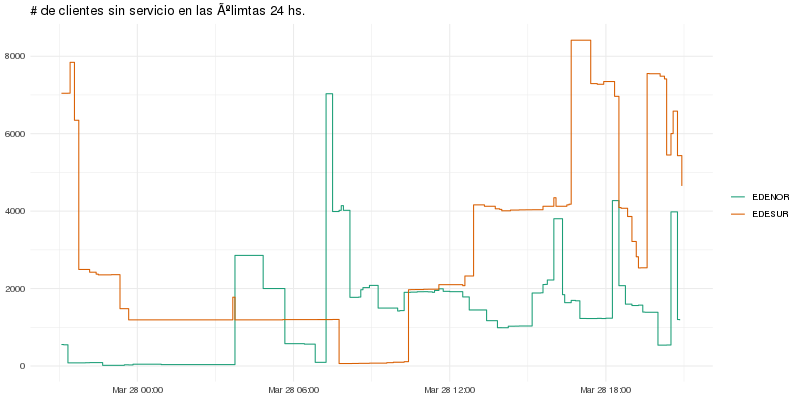 # de clientes sin servicio en las Ãºlimtas 24 hs.
8000
6000
4000
2000
0
Mar 28 00:00
Mar 28 06:00
Mar 28 12:00
Mar 28 18:00
EDENOR
EDESUR